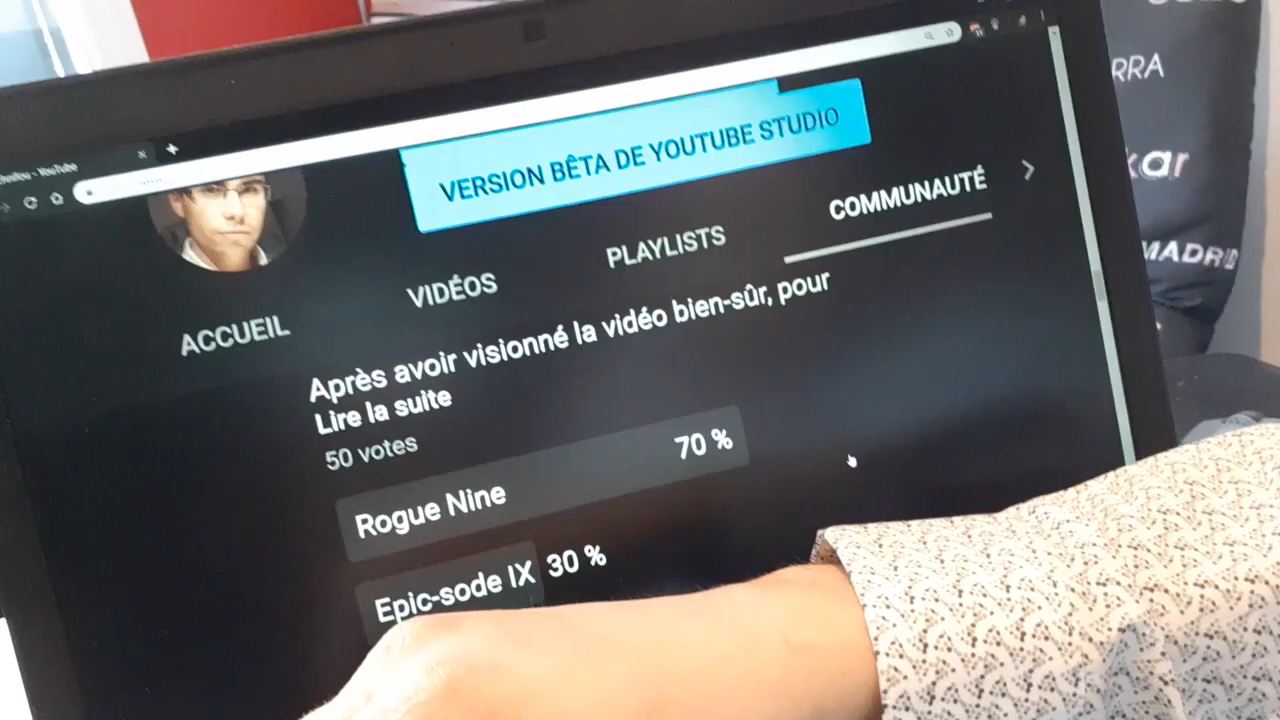 YouTube
VERSION BÊTA DE YOUTUBE STUDIO
ACCUEIL
VIDÉOS
PLAYLISTS
COMMUNAUTÉ
Après avoir visionné la vidéo bien-sûr, pour
Lire la suite
50 votes
Rogue Nine
70 %
Epic-sode IX
30 %
MADRID